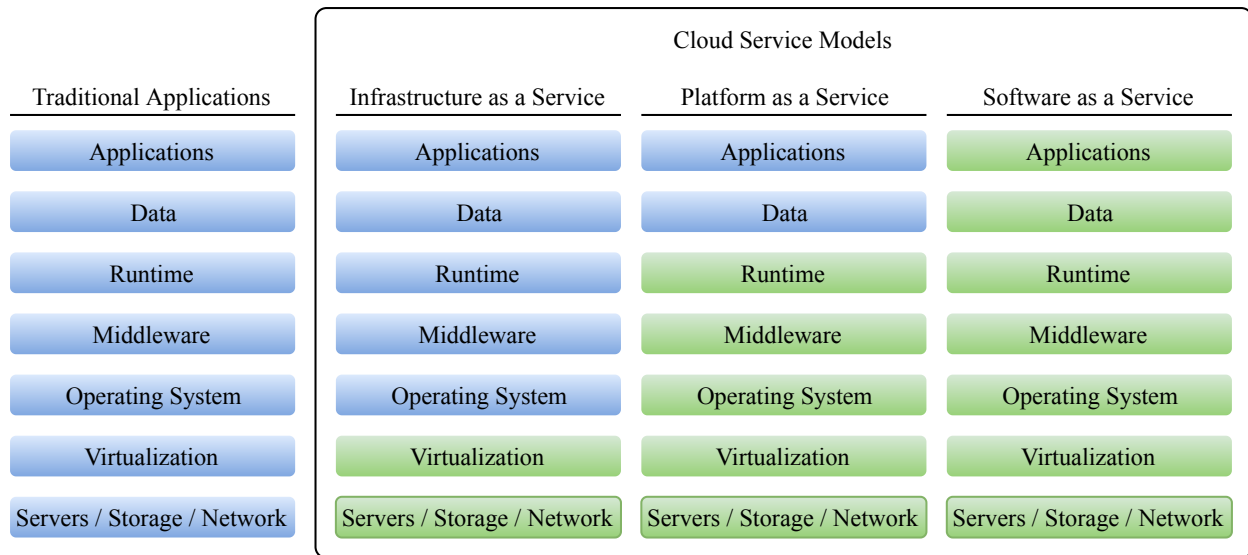 Cloud Service Models
Traditional Applications
Infrastructure as a Service
Platform as a Service
Software as a Service
Applications
Applications
Applications
Applications
Data
Data
Data
Data
Runtime
Runtime
Runtime
Runtime
Middleware
Middleware
Middleware
Middleware
Operating System
Operating System
Operating System
Operating System
Virtualization
Virtualization
Virtualization
Virtualization
Servers / Storage / Network
Servers / Storage / Network
Servers / Storage / Network
Servers / Storage / Network